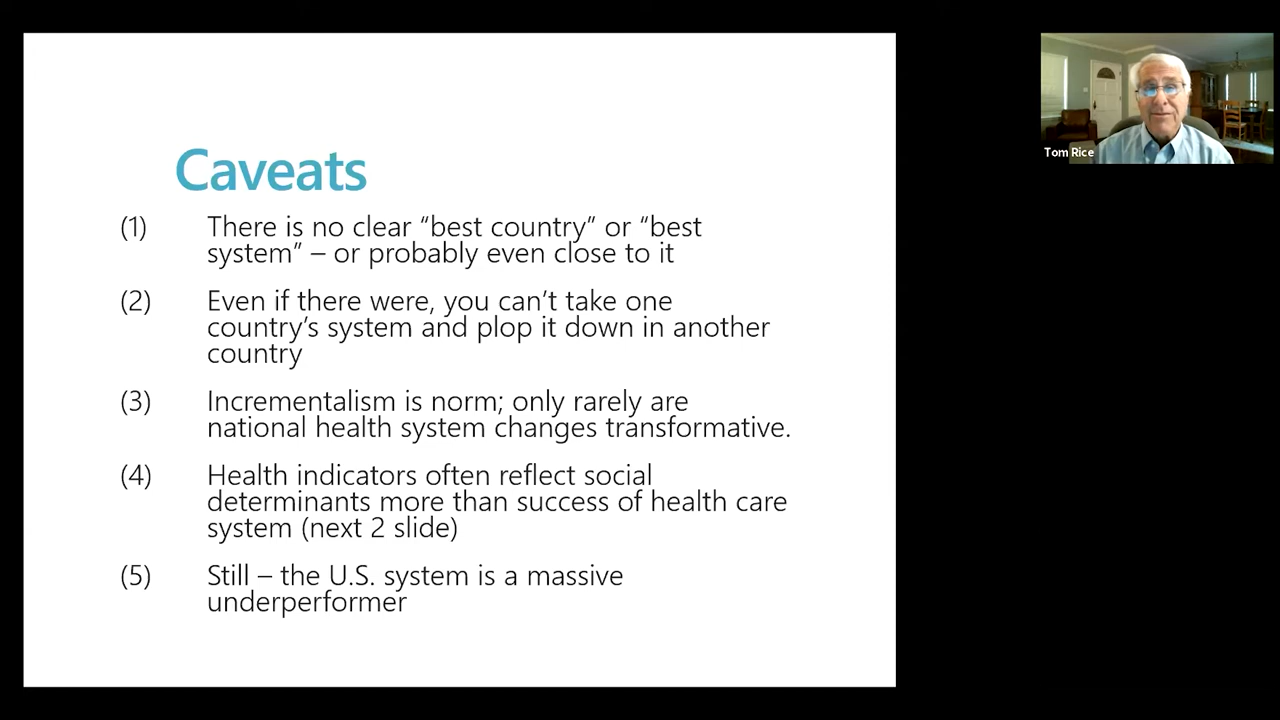 Caveats
(1) There is no clear “best country” or “best
system” – or probably even close to it
(2) Even if there were, you can’t take one
country’s system and plop it down in another
country
(3) Incrementalism is norm; only rarely are
national health system changes transformative.
(4) Health indicators often reflect social
determinants more than success of health care
system (next 2 slide)
(5) Still – the U.S. system is a massive
underperformer
Tom Rice